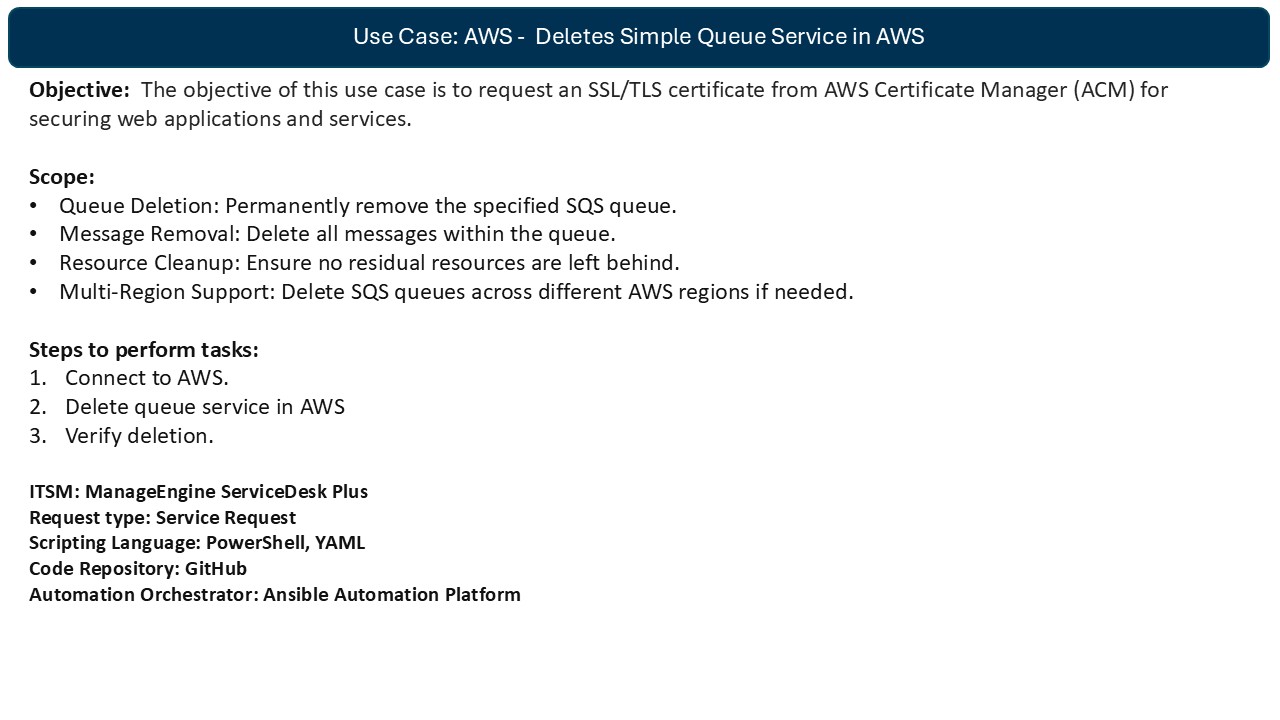 Use Case: AWS -  Deletes Simple Queue Service in AWS
Objective:  The objective of this use case is to request an SSL/TLS certificate from AWS Certificate Manager (ACM) for
securing web applications and services.
Scope:
• Queue Deletion: Permanently remove the specified SQS queue.
• Message Removal: Delete all messages within the queue.
• Resource Cleanup: Ensure no residual resources are left behind.
• Multi-Region Support: Delete SQS queues across different AWS regions if needed.
Steps to perform tasks:
1. Connect to AWS.
2. Delete queue service in AWS
3. Verify deletion.
ITSM: ManageEngine ServiceDesk Plus
Request type: Service Request
Scripting Language: PowerShell, YAML
Code Repository: GitHub
Automation Orchestrator: Ansible Automation Platform